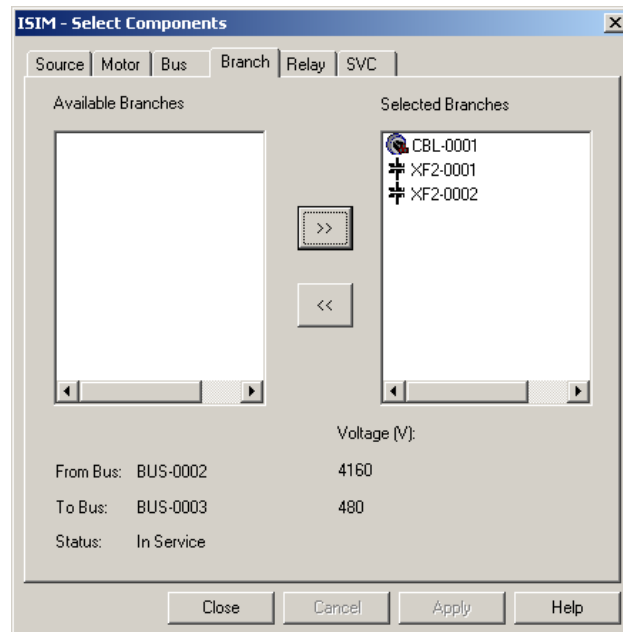 ISIM - Select Components
Source Motor Bus Branch Relay SVC
Available Branches
Selected Branches
CBL-0001
XF2-0001
XF2-0002
>>
<<
Voltage (V):
From Bus: BUS-0002 4160
To Bus: BUS-0003 480
Status: In Service
Close Cancel Apply Help